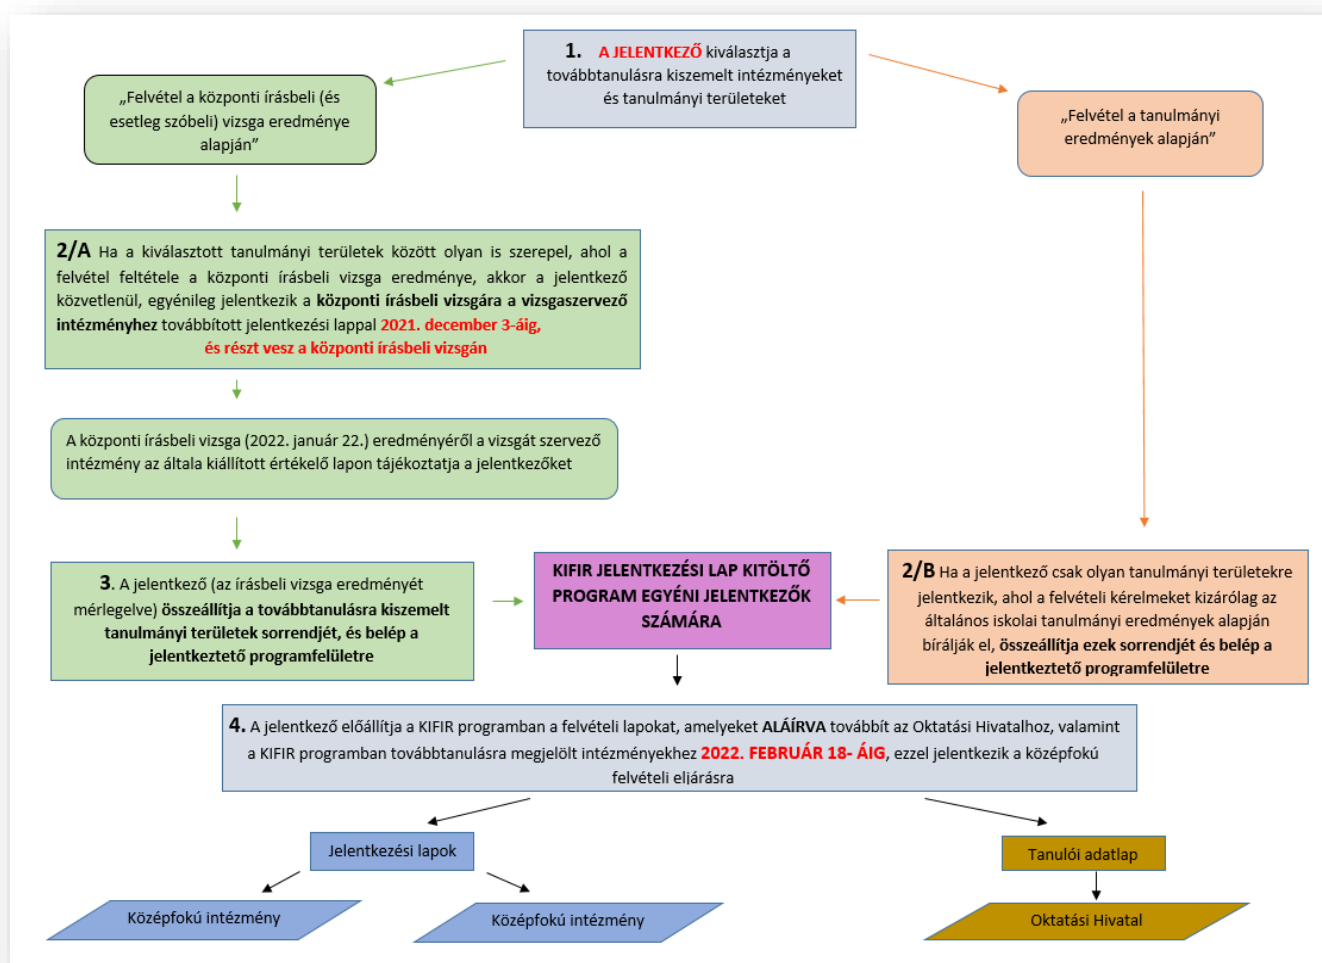 1. A JELENTKEZŐ kiválasztja a
továbbtanulásra kiszemelt intézményeket
és tanulmányi területeket
„Felvétel a központi írásbeli (és
esetleg szóbeli) vizsga eredménye
alapján”
„Felvétel a tanulmányi
eredmények alapján”
2/A Ha a kiválasztott tanulmányi területek között olyan is szerepel, ahol a
felvétel feltétele a központi írásbeli vizsga eredménye, akkor a jelentkező
közvetlenül, egyénileg jelentkezik a központi írásbeli vizsgára a vizsgaszervező
intézményhez továbbított jelentkezési lappal 2021. december 3-áig,
és részt vesz a központi írásbeli vizsgán
A központi írásbeli vizsga (2022. január 22.) eredményéről a vizsgát szervező
intézmény az általa kiállított értékelő lapon tájékoztatja a jelentkezőket
3. A jelentkező (az írásbeli vizsga eredményét
mérlegelve) összeállítja a továbbtanulásra kiszemelt
tanulmányi területek sorrendjét, és belép a
jelentkeztető programfelületre
KIFIR JELENTKEZÉSI LAP KITÖLTŐ
PROGRAM EGYÉNI JELENTKEZŐK
SZÁMÁRA
2/B Ha a jelentkező csak olyan tanulmányi területekre
jelentkezik, ahol a felvételi kérelmeket kizárólag az
általános iskolai tanulmányi eredmények alapján
bírálják el, összeállítja ezek sorrendjét és belép a
jelentkeztető programfelületre
4. A jelentkező előállítja a KIFIR programban a felvételi lapokat, amelyeket ALÁÍRVA továbbít az Oktatási Hivatalhoz, valamint
a KIFIR programban továbbtanulásra megjelölt intézményekhez 2022. FEBRUÁR 18- ÁIG, ezzel jelentkezik a középfokú
felvételi eljárásra
Jelentkezési lapok
Tanulói adatlap
Középfokú intézmény
Középfokú intézmény
Oktatási Hivatal